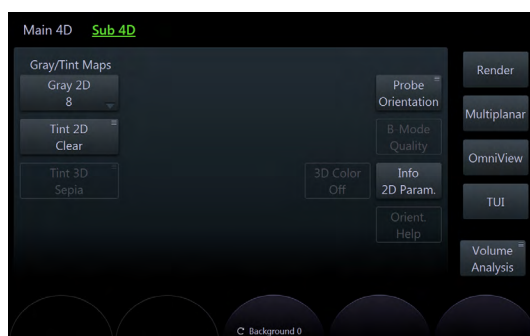 Main 4D Sub 4D
Gray/Tint Maps
Gray 2D
8
Tint 2D
Clear
Tint 3D
Sepia
3D Color
Off
Probe
Orientation
B-Mode
Quality
Info
2D Param.
Orient.
Help
Render
Multiplanar
OmniView
TUI
Volume
Analysis
Background 0